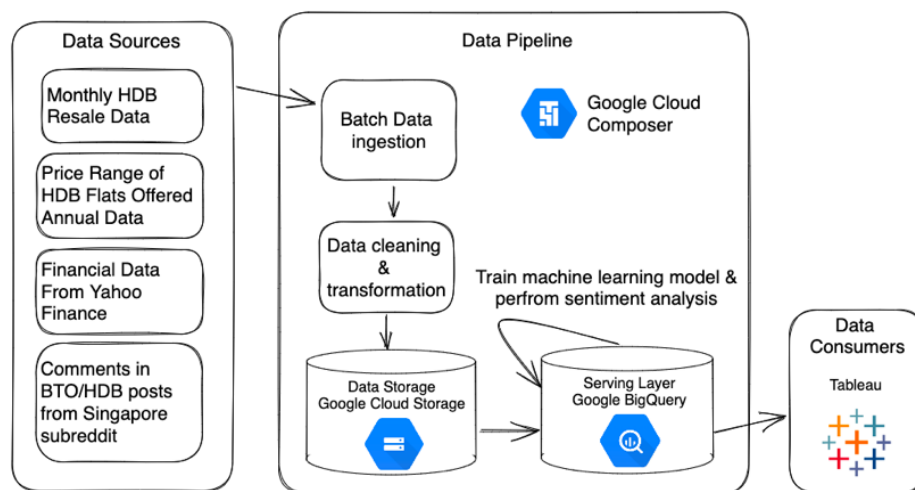 Data Sources
Monthly HDB
Resale Data
Price Range of
HDB Flats Offered
Annual Data
Financial Data
From Yahoo
Finance
Comments in
BTO/HDB posts
from Singapore
subreddit
Data Pipeline
Batch Data
ingestion
Google Cloud
Composer
Data cleaning
&
transformation
Train machine learning model &
perfrom sentiment analysis
Data Storage
Google Cloud Storage
Serving Layer
Google BigQuery
Data
Consumers
Tableau